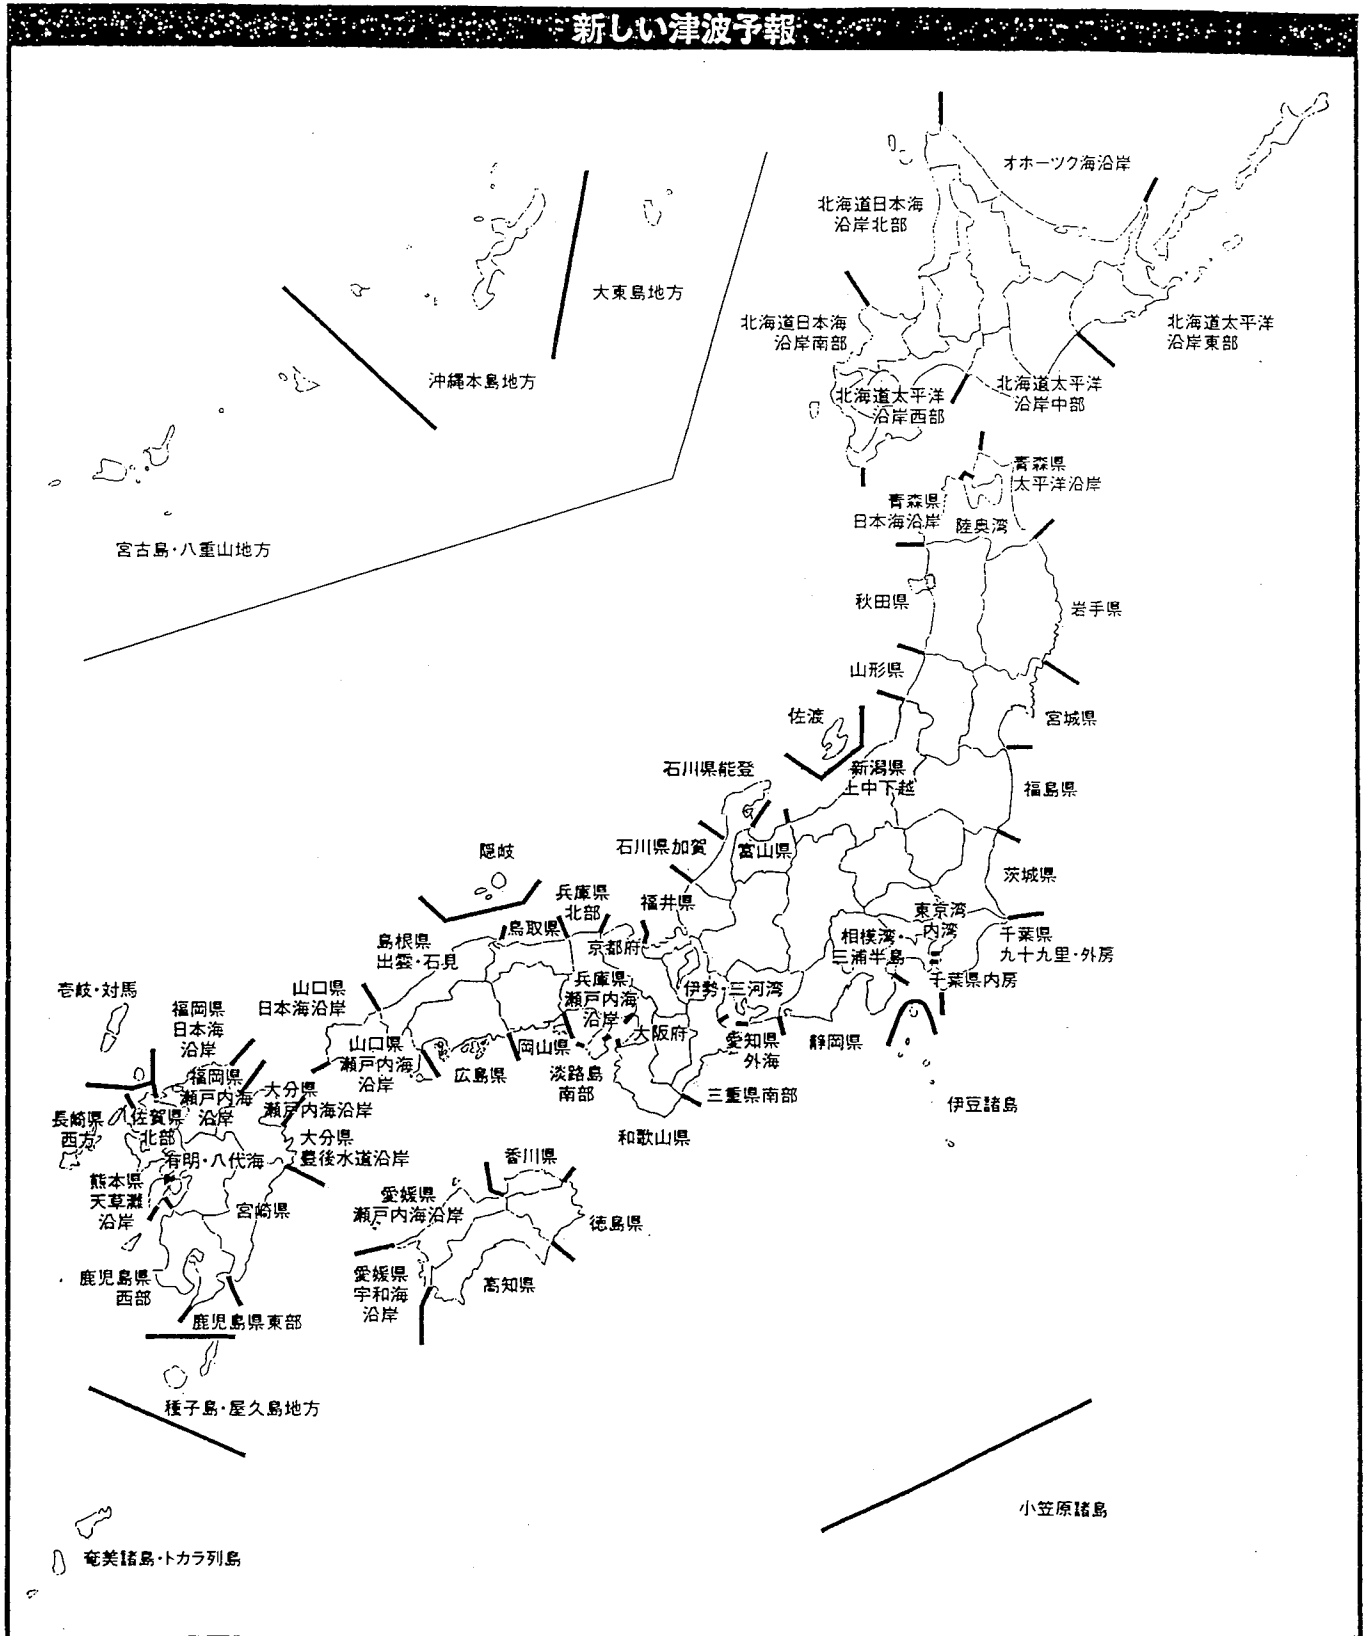 新しい津波予報
オホーツク海沿岸
北海道日本海
沿岸北部
大東島地方
北海道日本海
沿岸南部
北海道太平洋
沿岸東部
沖縄本島地方
北海道太平洋
沿岸西部
北海道太平洋
沿岸中部
青森県
太平洋沿岸
青森県
日本海沿岸
陸奥湾
宮古島・八重山地方
秋田県
岩手県
山形県
佐渡
宮城県
石川県能登
新潟県
上中下越
福島県
石川県加賀
富山県
隠岐
茨城県
兵庫県
北部
福井県
東京湾
内湾
鳥取県
京都府
相模湾・
三浦半島
千葉県
九十九里・外房
島根県
出雲・石見
千葉県内房
壱岐・対馬
山口県
日本海沿岸
兵庫県
瀬戸内海
沿岸
伊勢・三河湾
福岡県
日本海
沿岸
山口県
瀬戸内海
沿岸
岡山県
大阪府
愛知県
外海
静岡県
広島県
淡路島
南部
福岡県
瀬戸内海
沿岸
大分県
瀬戸内海沿岸
三重県南部
伊豆諸島
長崎県
西方
佐賀県
北部
大分県
豊後水道沿岸
和歌山県
有明・八代海
香川県
熊本県
天草灘
沿岸
宮崎県
愛媛県
瀬戸内海沿岸
徳島県
鹿児島県
西部
愛媛県
宇和海
沿岸
高知県
鹿児島県東部
種子島・屋久島地方
小笠原諸島
奄美諸島・トカラ列島